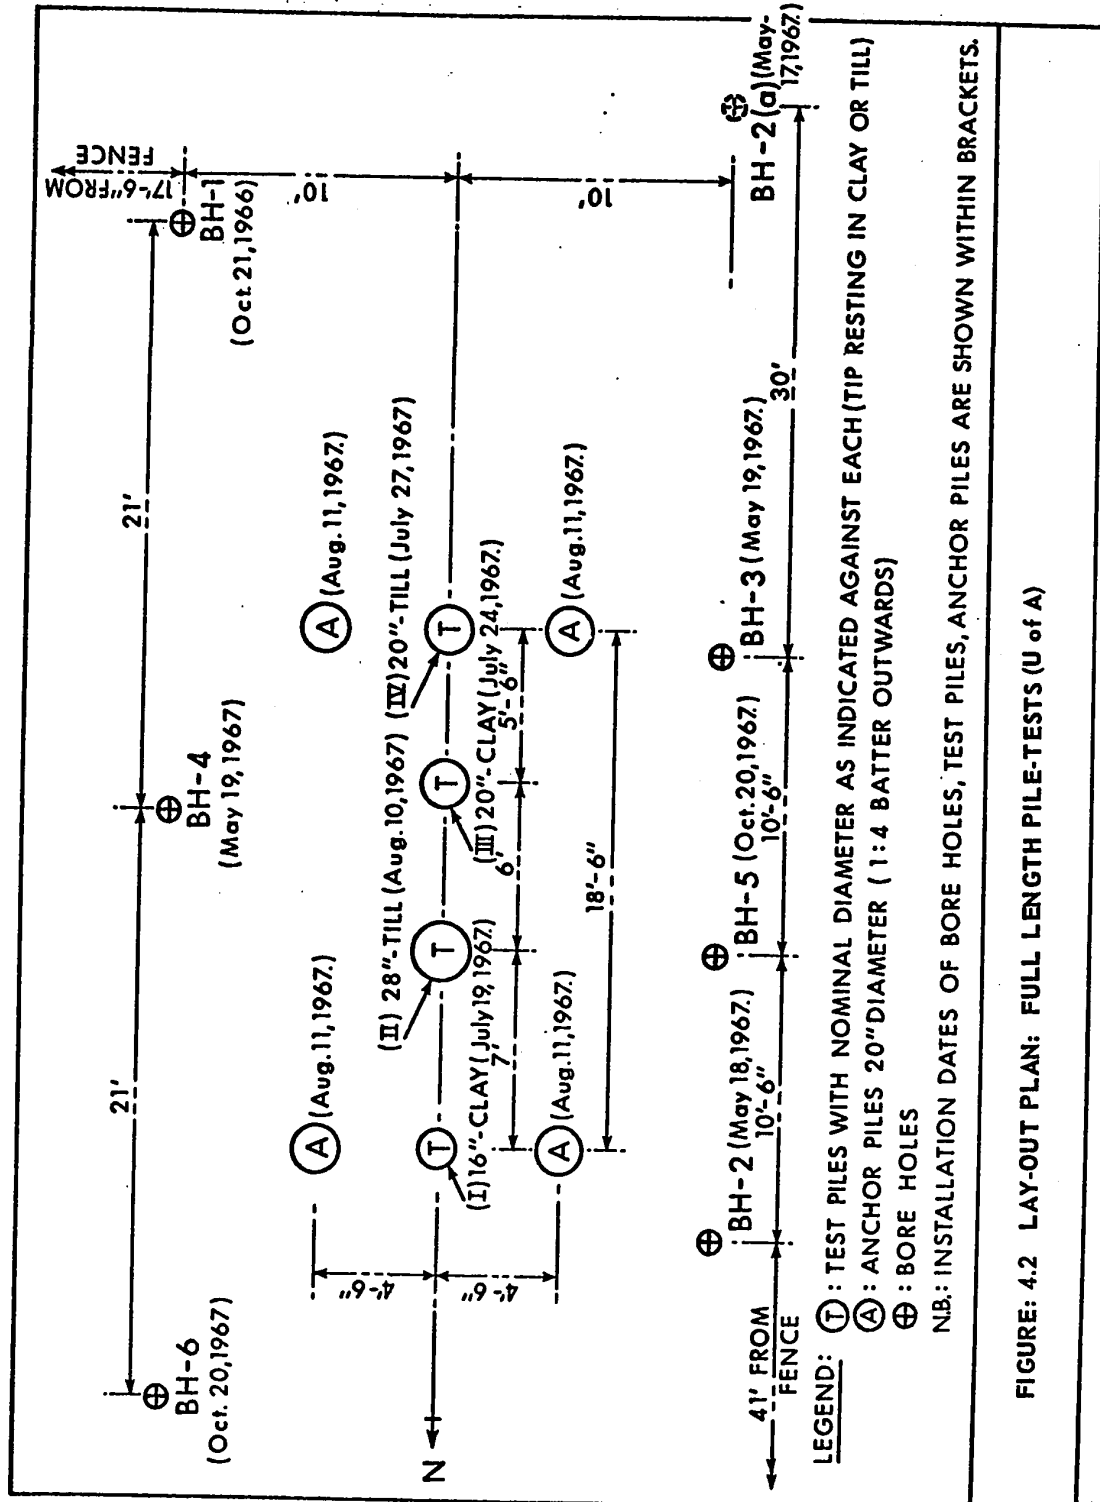 17'-6" FROM
FENCE
21'
21'
BH-6
(Oct. 20,1967)
BH-4
(May 19,1967)
BH-1
(Oct. 21,1966)
10'
10'
A (Aug.11,1967.)
A (Aug.11,1967.)
(II) 28"-TILL (Aug.10,1967)
(IV) 20"-TILL (July 27,1967)
T
T
T
T
N
4'-6"
4'-6"
(I) 16"-CLAY (July 19,1967.)
(III) 20"-CLAY (July 24,1967.)
7'
6'
5'-6"
A (Aug.11,1967.)
A (Aug.11,1967.)
18'-6"
BH-2 (May 18,1967.)
BH-5 (Oct.20,1967.)
BH-3 (May 19,1967.)
BH-2(a) (May-
17,1967.)
41' FROM
FENCE
10'-6"
10'-6"
30'
LEGEND:
T : TEST PILES WITH NOMINAL DIAMETER AS INDICATED AGAINST EACH (TIP RESTING IN CLAY OR TILL)
A : ANCHOR PILES 20" DIAMETER (1:4 BATTER OUTWARDS)
⊕ : BORE HOLES
N.B.: INSTALLATION DATES OF BORE HOLES, TEST PILES, ANCHOR PILES ARE SHOWN WITHIN BRACKETS.
FIGURE: 4.2 LAY-OUT PLAN: FULL LENGTH PILE-TESTS (U of A)